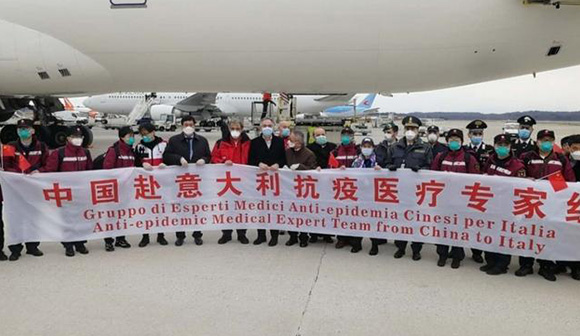 中国赴意大利抗疫医疗专家组
Gruppo di Esperti Medici Anti-epidemia Cinesi per Italia
Anti-epidemic Medical Expert Team from China to Italy